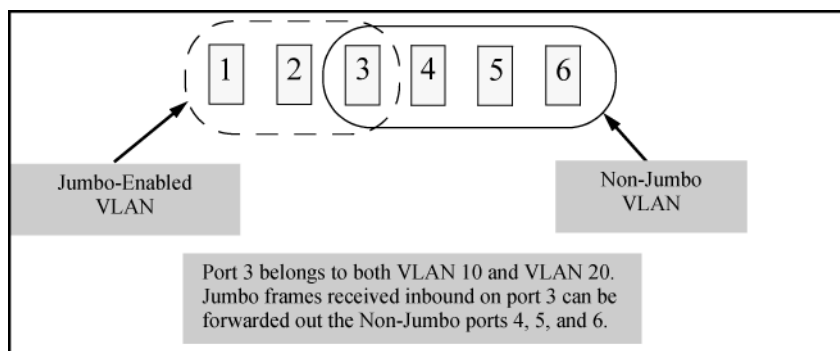 1 2 3 4 5 6
Jumbo-Enabled
VLAN
Non-Jumbo
VLAN
Port 3 belongs to both VLAN 10 and VLAN 20.
Jumbo frames received inbound on port 3 can be
forwarded out the Non-Jumbo ports 4, 5, and 6.